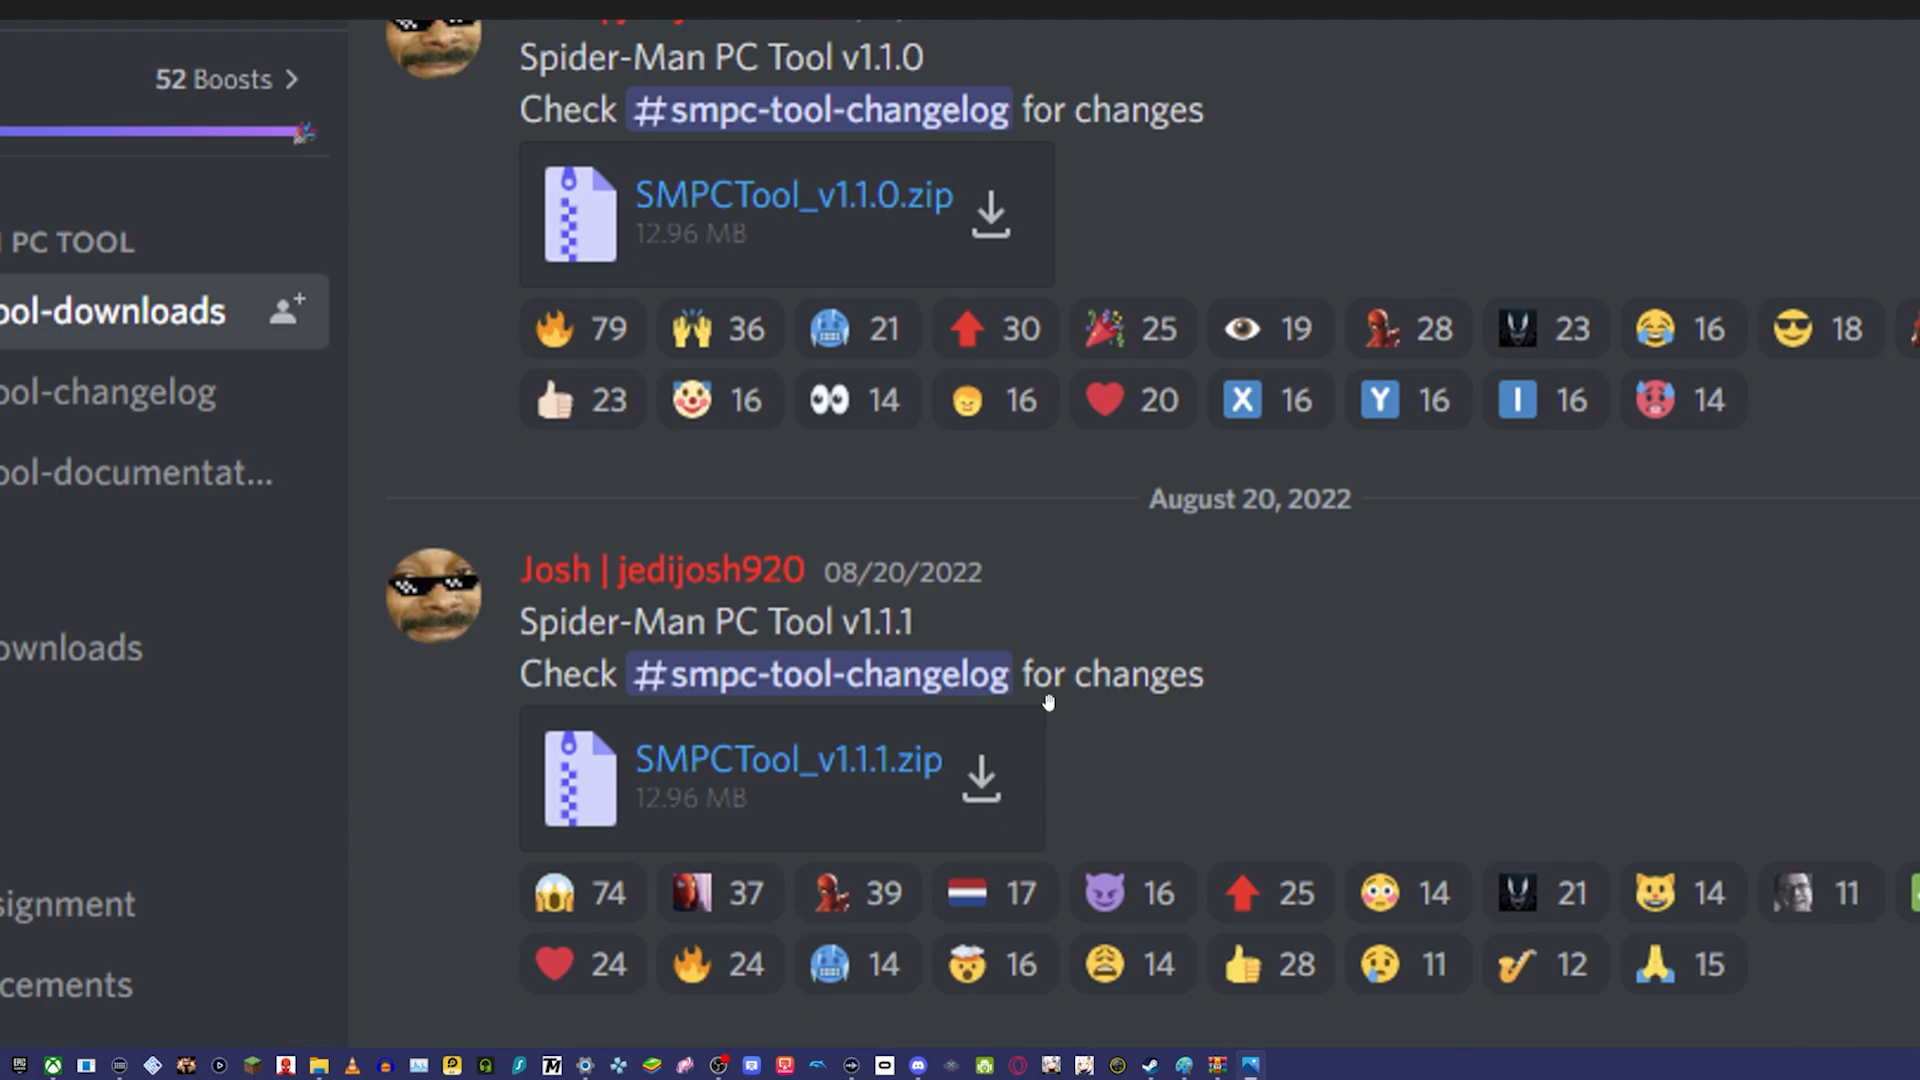 52 Boosts
PC TOOL
ool-downloads
ool-changelog
ool-documentat...
ownloads
signment
cements
Spider-Man PC Tool v1.1.0
Check #smpc-tool-changelog for changes
SMPCTool_v1.1.0.zip
12.96 MB
79 36 21 30 25 19 28 23 16 18
23 16 14 16 20 X 16 Y 16 I 16 14
August 20, 2022
Josh | jedijosh920 08/20/2022
Spider-Man PC Tool v1.1.1
Check #smpc-tool-changelog for changes
SMPCTool_v1.1.1.zip
12.96 MB
74 37 39 17 16 25 14 21 14 11
24 24 14 16 14 28 11 12 15